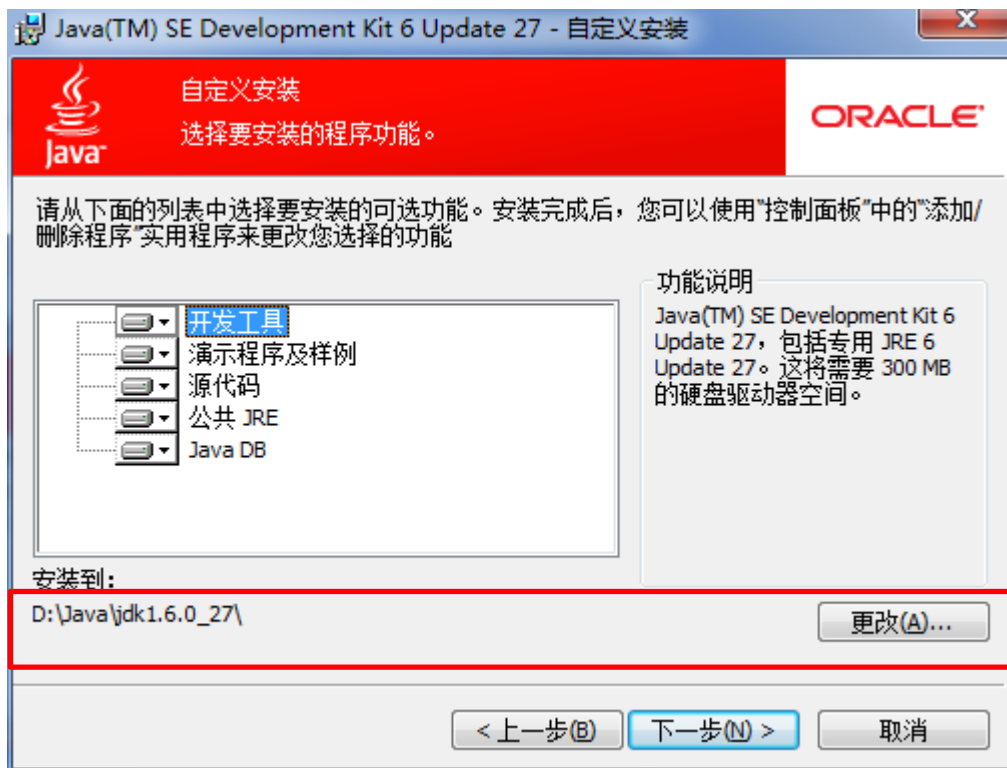 Java(TM) SE Development Kit 6 Update 27 - 自定义安装
自定义安装
选择要安装的程序功能。
Java
ORACLE
请从下面的列表中选择要安装的可选功能。安装完成后，您可以使用"控制面板"中的"添加/
删除程序"实用程序来更改您选择的功能
开发工具
演示程序及样例
源代码
公共 JRE
Java DB
功能说明
Java(TM) SE Development Kit 6
Update 27，包括专用 JRE 6
Update 27。这将需要 300 MB
的硬盘驱动器空间。
安装到:
D:\Java\jdk1.6.0_27\
更改(A)...
<上一步(B)
下一步(N) >
取消